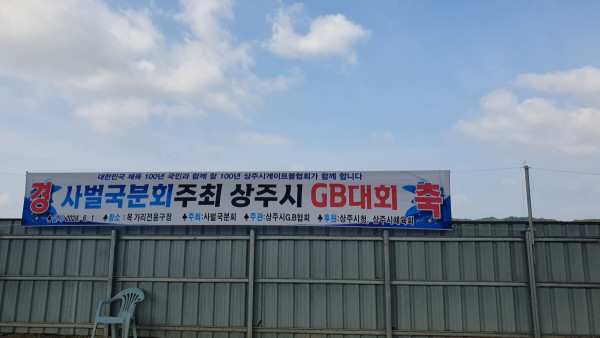 대한민국 체육 100년 국민과 함께 할 100년 상주시게이트볼협회가 함께 합니다
경 사벌국분회주최 상주시 GB대회 축
2024. 6. 1 ♠장소 : 목가리전용구장 ♠주최:사벌국분회 ♠주관:상주시G.B협회 ♠후원:상주시청, 상주시체육회